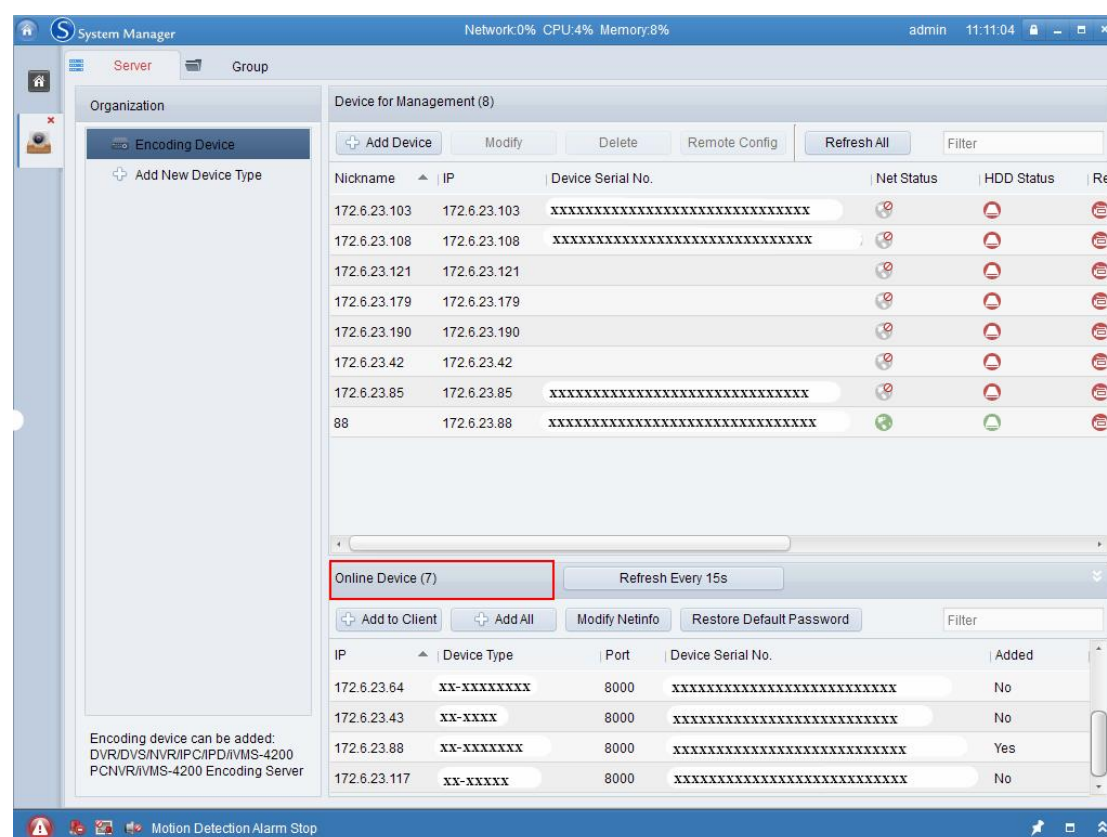 S System Manager Network:0% CPU:4% Memory:8% admin 11:11:04
Server Group
Organization
Encoding Device
Add New Device Type
Encoding device can be added:
DVR/DVS/NVR/IPC/IPD/iVMS-4200
PCNVR/iVMS-4200 Encoding Server
Device for Management (8)
Add Device Modify Delete Remote Config Refresh All Filter
Nickname IP Device Serial No. Net Status HDD Status Re
172.6.23.103 172.6.23.103 xxxxxxxxxxxxxxxxxxxxxxxxxxxxxx
172.6.23.108 172.6.23.108 xxxxxxxxxxxxxxxxxxxxxxxxxxxxxx
172.6.23.121 172.6.23.121
172.6.23.179 172.6.23.179
172.6.23.190 172.6.23.190
172.6.23.42 172.6.23.42
172.6.23.85 172.6.23.85 xxxxxxxxxxxxxxxxxxxxxxxxxxxxxx
88 172.6.23.88 xxxxxxxxxxxxxxxxxxxxxxxxxxxxxxx
Online Device (7) Refresh Every 15s
Add to Client Add All Modify Netinfo Restore Default Password Filter
IP Device Type Port Device Serial No. Added
172.6.23.64 xx-xxxxxxxx 8000 xxxxxxxxxxxxxxxxxxxxxxxxxx No
172.6.23.43 xx-xxxx 8000 xxxxxxxxxxxxxxxxxxxxxxxxxx No
172.6.23.88 xx-xxxxxxx 8000 xxxxxxxxxxxxxxxxxxxxxxxxxxx Yes
172.6.23.117 xx-xxxxx 8000 xxxxxxxxxxxxxxxxxxxxxxxxxxx No
Motion Detection Alarm Stop